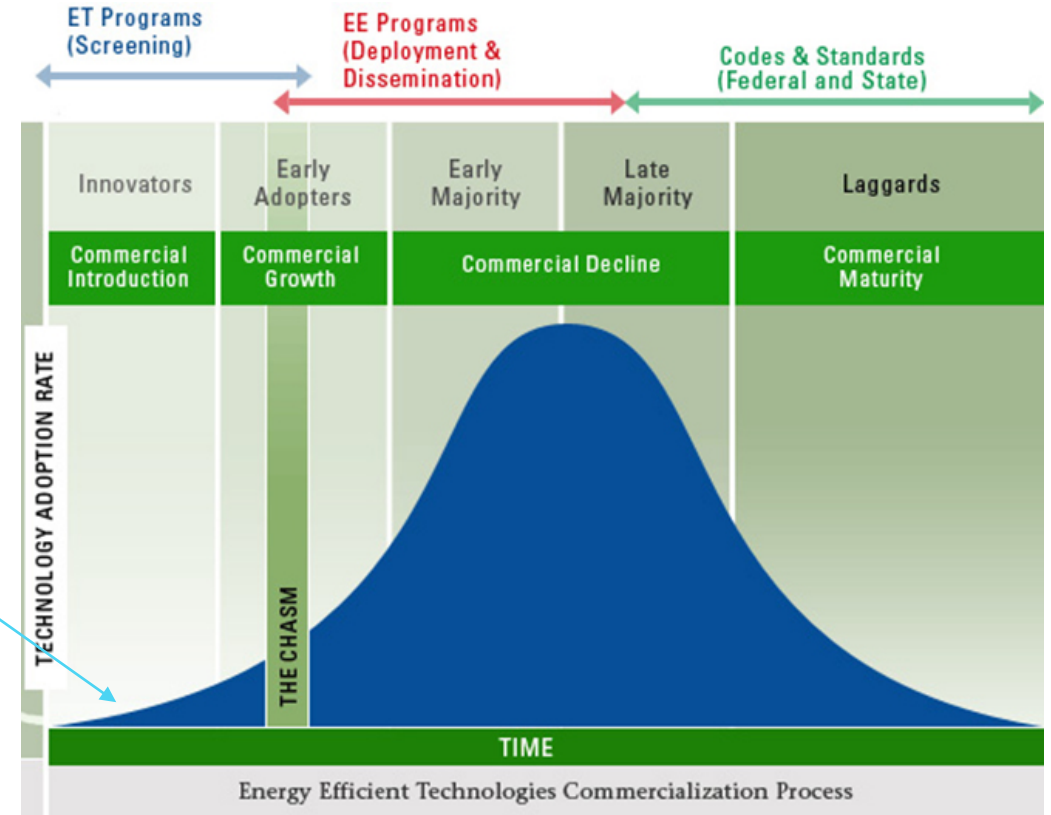 ET Programs
(Screening)
EE Programs
(Deployment &
Dissemination)
Codes & Standards
(Federal and State)
Innovators
Early
Adopters
Early
Majority
Late
Majority
Laggards
Commercial
Introduction
Commercial
Growth
Commercial Decline
Commercial
Maturity
TECHNOLOGY ADOPTION RATE
THE CHASM
TIME
Energy Efficient Technologies Commercialization Process